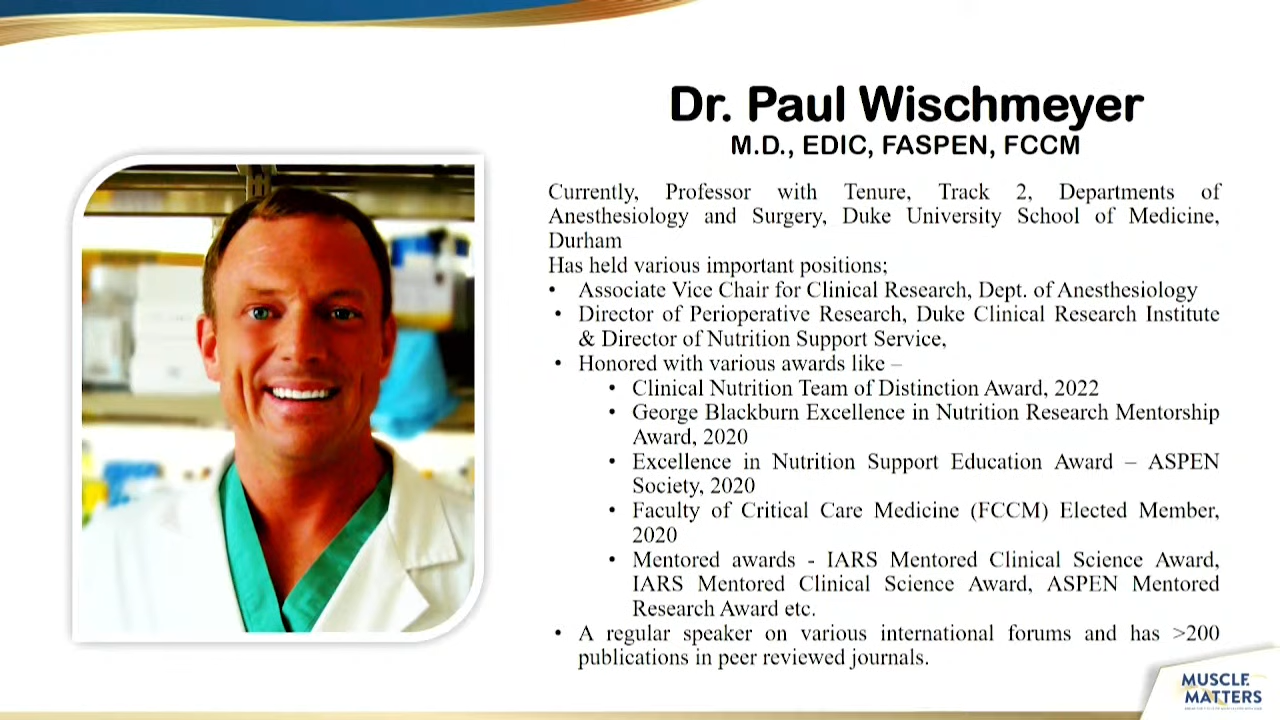 Dr. Paul Wischmeyer
M.D., EDIC, FASPEN, FCCM
Currently, Professor with Tenure, Track 2, Departments of
Anesthesiology and Surgery, Duke University School of Medicine,
Durham
Has held various important positions;
• Associate Vice Chair for Clinical Research, Dept. of Anesthesiology
• Director of Perioperative Research, Duke Clinical Research Institute
& Director of Nutrition Support Service,
• Honored with various awards like –
• Clinical Nutrition Team of Distinction Award, 2022
• George Blackburn Excellence in Nutrition Research Mentorship
Award, 2020
• Excellence in Nutrition Support Education Award – ASPEN
Society, 2020
• Faculty of Critical Care Medicine (FCCM) Elected Member,
2020
• Mentored awards - IARS Mentored Clinical Science Award,
IARS Mentored Clinical Science Award, ASPEN Mentored
Research Award etc.
• A regular speaker on various international forums and has >200
publications in peer reviewed journals.
MUSCLE
MATTERS